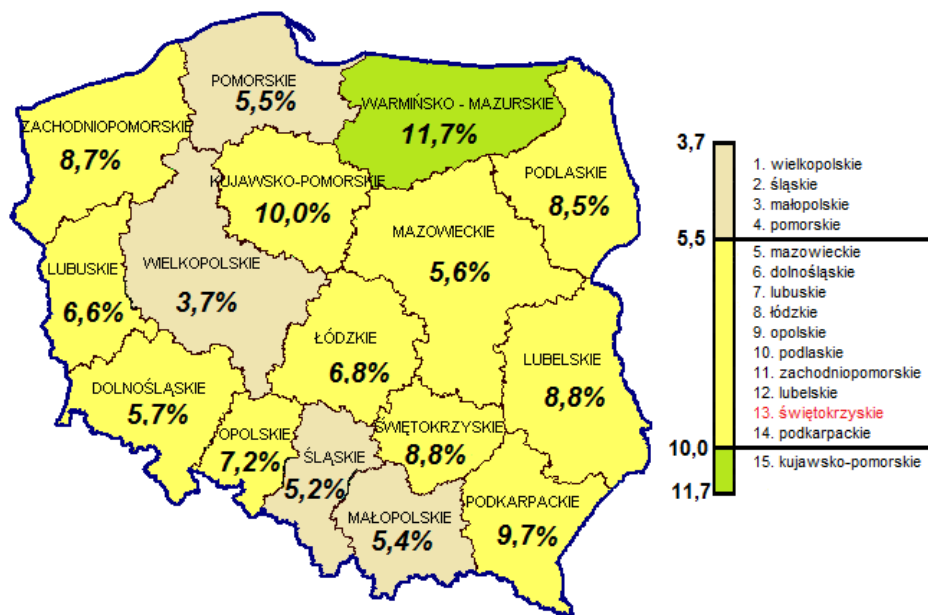 POMORSKIE
5,5%
WARMIŃSKO - MAZURSKIE
11,7%
ZACHODNIOPOMORSKIE
8,7%
KUJAWSKO-POMORSKIE
10,0%
PODLASKIE
8,5%
MAZOWIECKIE
5,6%
LUBUSKIE
6,6%
WIELKOPOLSKIE
3,7%
ŁÓDZKIE
6,8%
LUBELSKIE
8,8%
DOLNOŚLĄSKIE
5,7%
OPOLSKIE
7,2%
ŚLĄSKIE
5,2%
ŚWIĘTOKRZYSKIE
8,8%
MAŁOPOLSKIE
5,4%
PODKARPACKIE
9,7%
3,7
1. wielkopolskie
2. śląskie
3. małopolskie
4. pomorskie
5,5
5. mazowieckie
6. dolnośląskie
7. lubuskie
8. łódzkie
9. opolskie
10. podlaskie
11. zachodniopomorskie
12. lubelskie
13. świętokrzyskie
14. podkarpackie
10,0
15. kujawsko-pomorskie
11,7